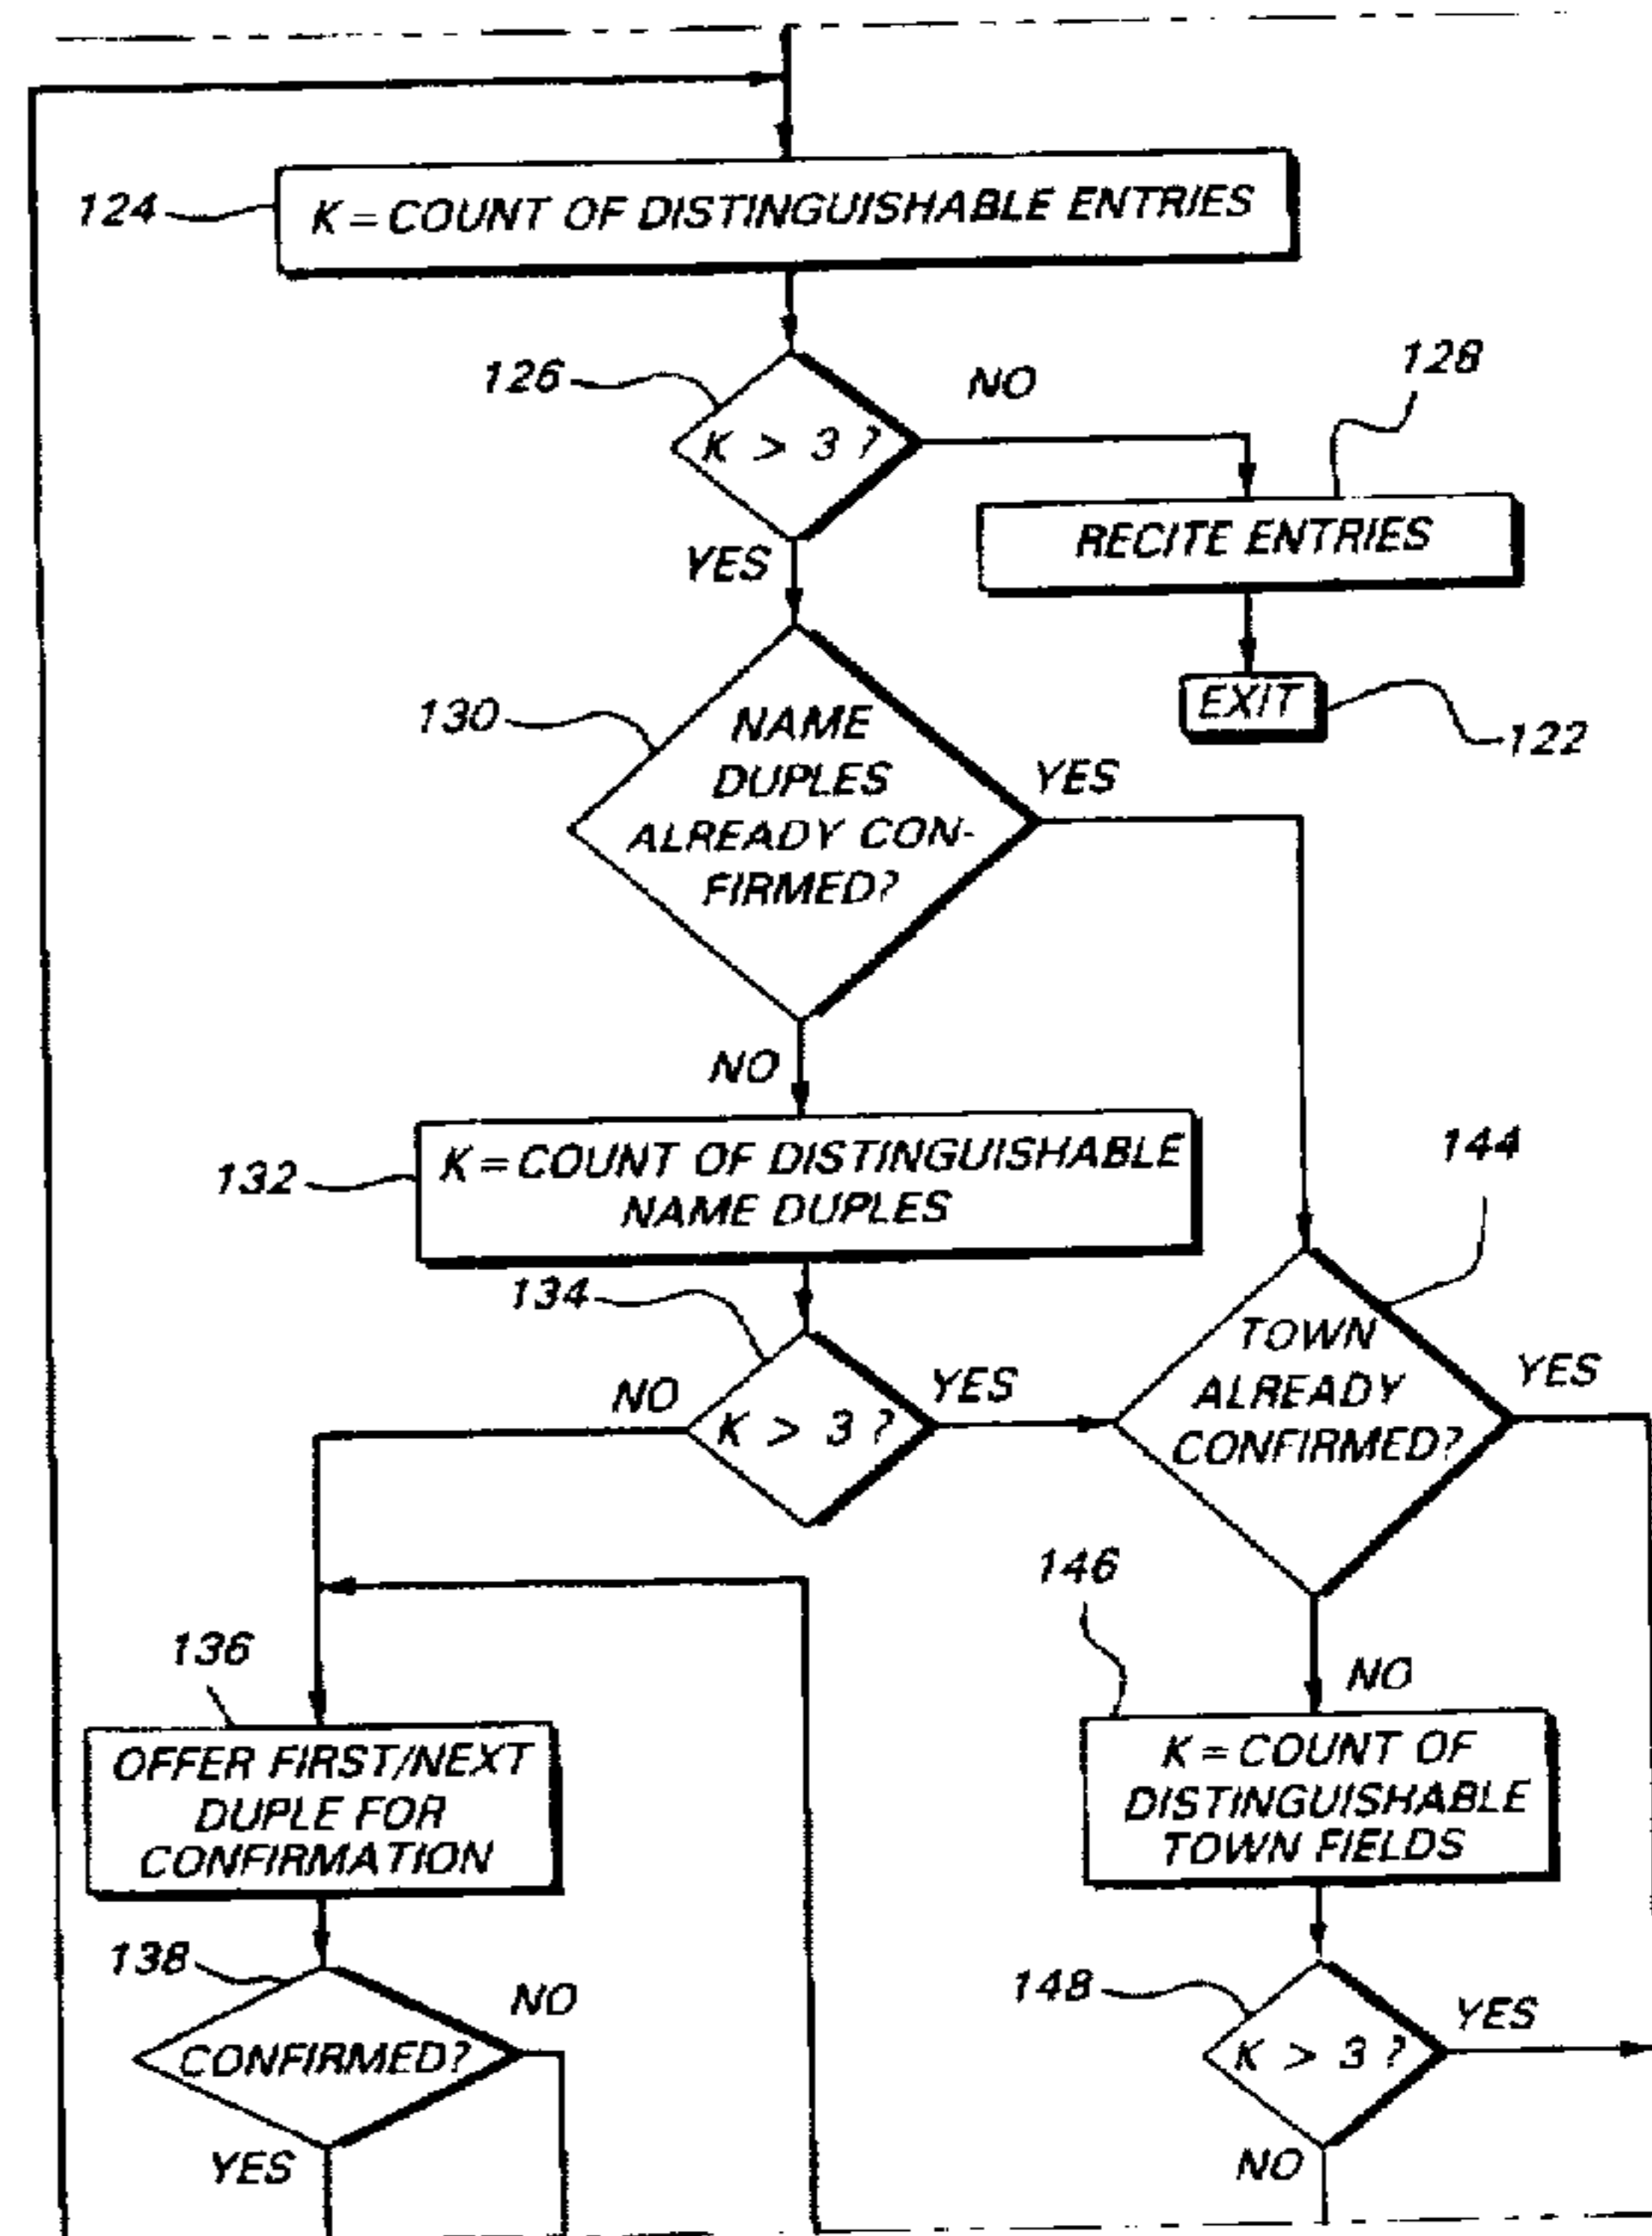 124
K = COUNT OF DISTINGUISHABLE ENTRIES
126
K > 3 ?
NO
128
RECITE ENTRIES
YES
EXIT
122
130
NAME
DUPLES
ALREADY CON-
FIRMED?
YES
NO
132
K = COUNT OF DISTINGUISHABLE
NAME DUPLES
134
K > 3 ?
NO
YES
144
TOWN
ALREADY
CONFIRMED?
YES
NO
136
OFFER FIRST/NEXT
DUPLE FOR
CONFIRMATION
146
K = COUNT OF
DISTINGUISHABLE
TOWN FIELDS
138
CONFIRMED?
NO
YES
148
K > 3 ?
YES
NO